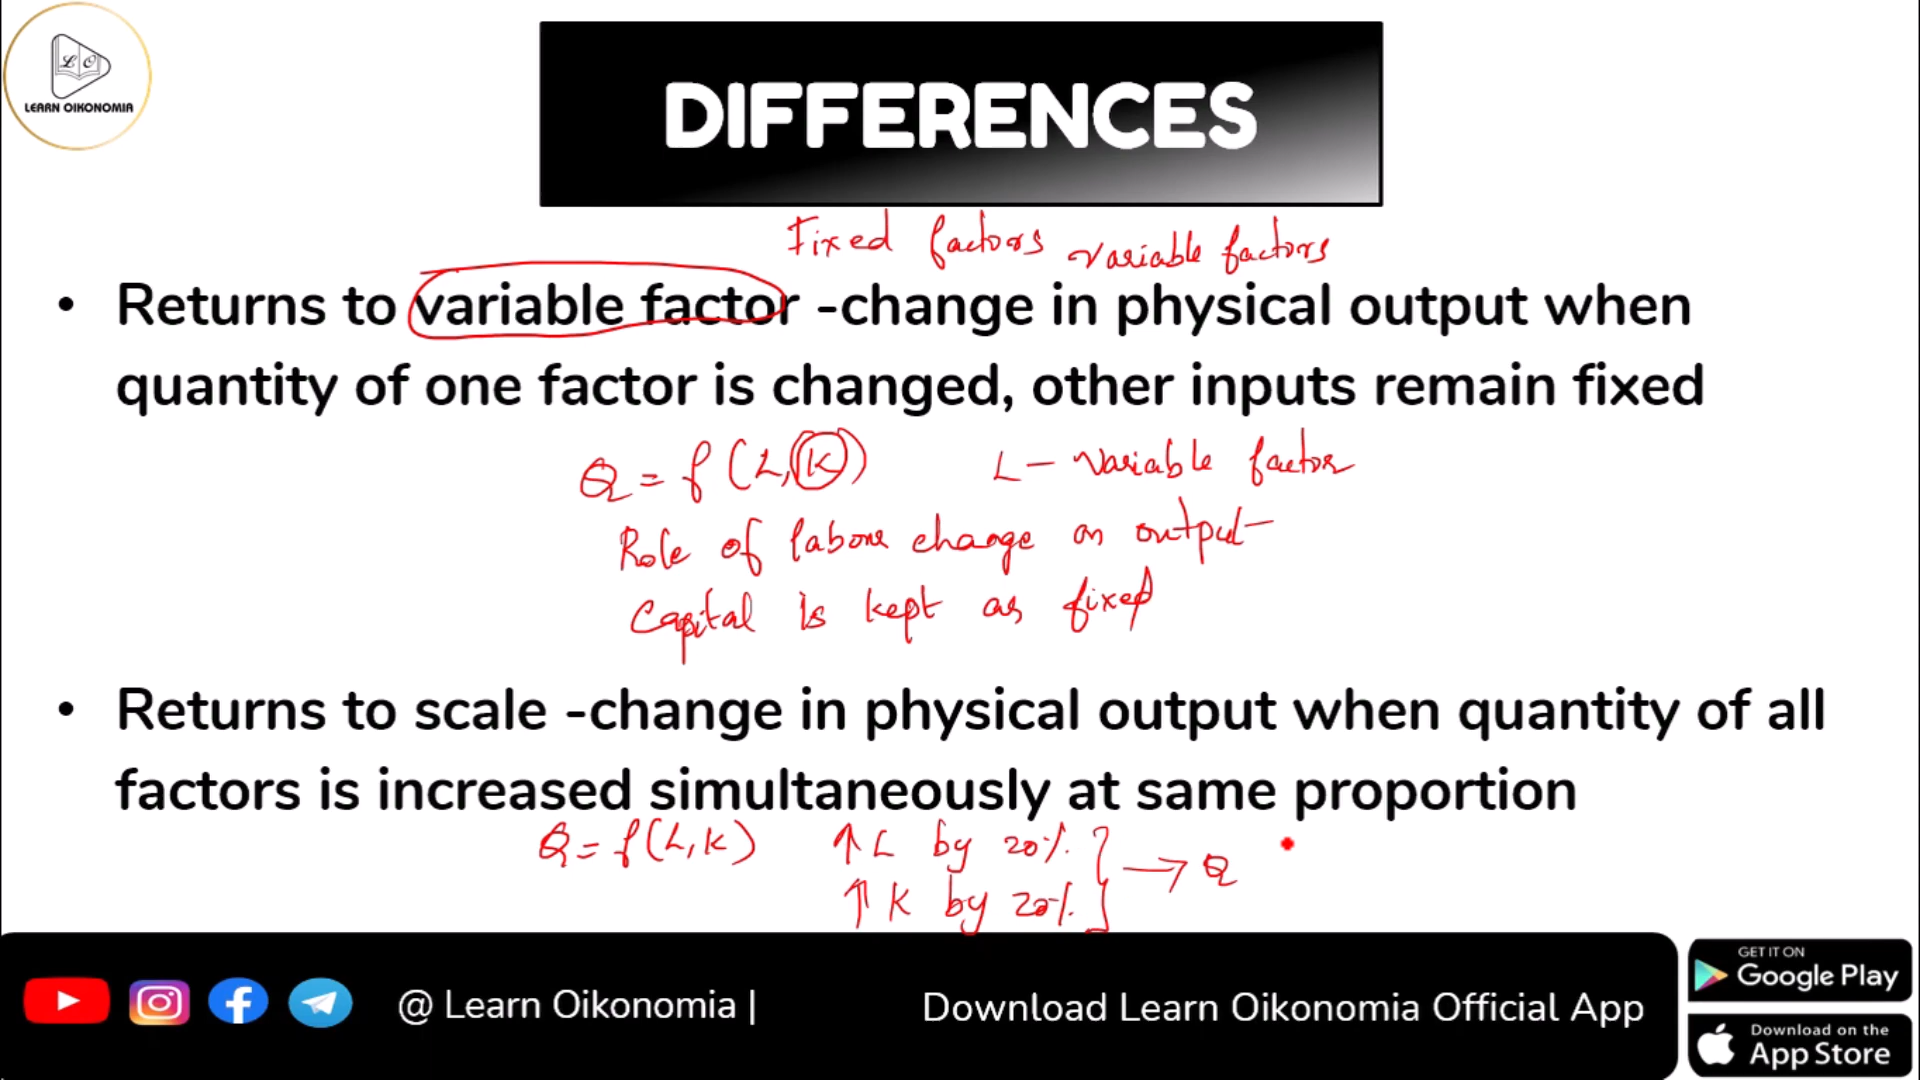 LO
LEARN OIKONOMIA
DIFFERENCES
Fixed factors variable factors
• Returns to variable factor -change in physical output when
quantity of one factor is changed, other inputs remain fixed
Q = f (L, K) L – variable factor
Role of labour change on output
Capital is kept as fixed
• Returns to scale -change in physical output when quantity of all
factors is increased simultaneously at same proportion
Q = f(L, K) ↑ L by 20% } → Q
↑ K by 20%
@ Learn Oikonomia |
Download Learn Oikonomia Official App
GET IT ON
Google Play
Download on the
App Store